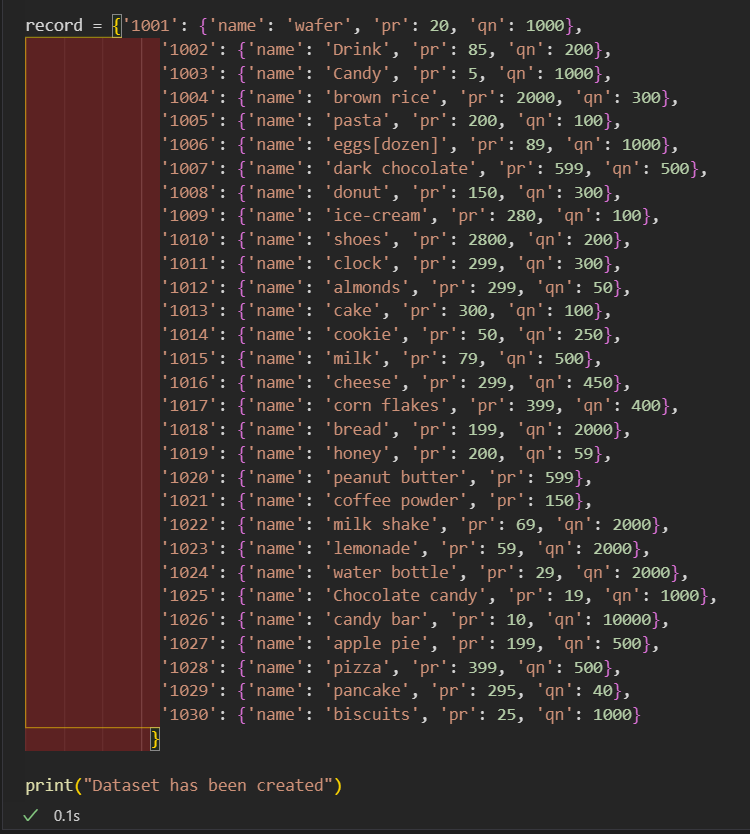 record = {'1001': {'name': 'wafer', 'pr': 20, 'qn': 1000},
'1002': {'name': 'Drink', 'pr': 85, 'qn': 200},
'1003': {'name': 'Candy', 'pr': 5, 'qn': 1000},
'1004': {'name': 'brown rice', 'pr': 2000, 'qn': 300},
'1005': {'name': 'pasta', 'pr': 200, 'qn': 100},
'1006': {'name': 'eggs[dozen]', 'pr': 89, 'qn': 1000},
'1007': {'name': 'dark chocolate', 'pr': 599, 'qn': 500},
'1008': {'name': 'donut', 'pr': 150, 'qn': 300},
'1009': {'name': 'ice-cream', 'pr': 280, 'qn': 100},
'1010': {'name': 'shoes', 'pr': 2800, 'qn': 200},
'1011': {'name': 'clock', 'pr': 299, 'qn': 300},
'1012': {'name': 'almonds', 'pr': 299, 'qn': 50},
'1013': {'name': 'cake', 'pr': 300, 'qn': 100},
'1014': {'name': 'cookie', 'pr': 50, 'qn': 250},
'1015': {'name': 'milk', 'pr': 79, 'qn': 500},
'1016': {'name': 'cheese', 'pr': 299, 'qn': 450},
'1017': {'name': 'corn flakes', 'pr': 399, 'qn': 400},
'1018': {'name': 'bread', 'pr': 199, 'qn': 2000},
'1019': {'name': 'honey', 'pr': 200, 'qn': 59},
'1020': {'name': 'peanut butter', 'pr': 599},
'1021': {'name': 'coffee powder', 'pr': 150},
'1022': {'name': 'milk shake', 'pr': 69, 'qn': 2000},
'1023': {'name': 'lemonade', 'pr': 59, 'qn': 2000},
'1024': {'name': 'water bottle', 'pr': 29, 'qn': 2000},
'1025': {'name': 'Chocolate candy', 'pr': 19, 'qn': 1000},
'1026': {'name': 'candy bar', 'pr': 10, 'qn': 10000},
'1027': {'name': 'apple pie', 'pr': 199, 'qn': 500},
'1028': {'name': 'pizza', 'pr': 399, 'qn': 500},
'1029': {'name': 'pancake', 'pr': 295, 'qn': 40},
'1030': {'name': 'biscuits', 'pr': 25, 'qn': 1000}
}
print("Dataset has been created")
0.1s